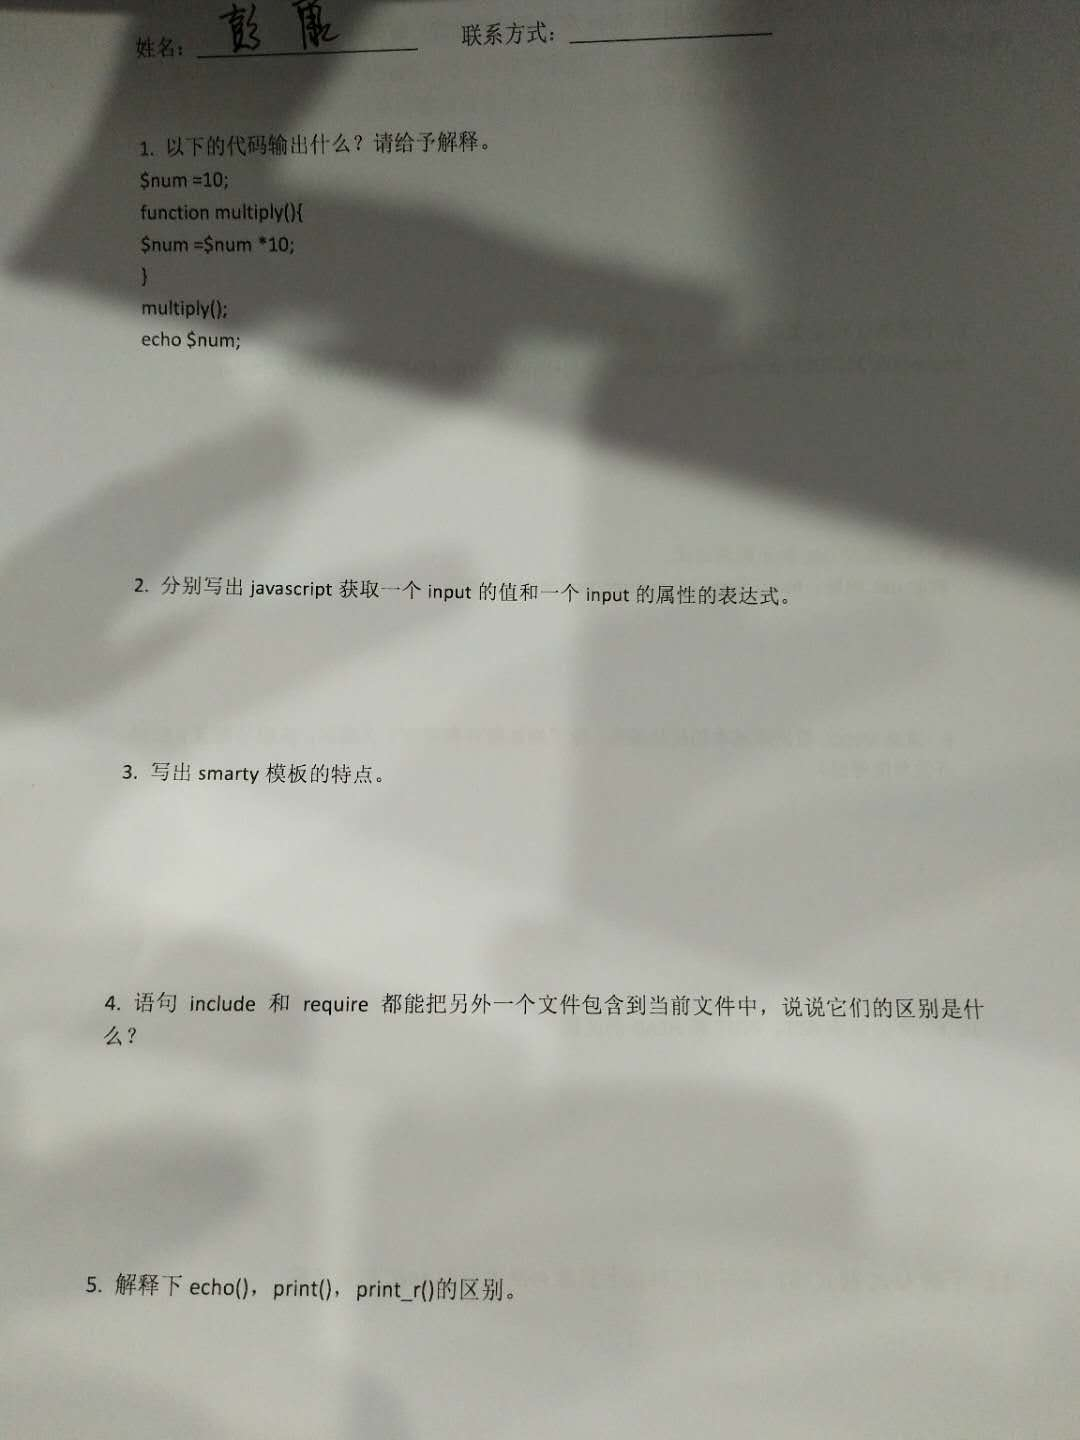 姓名： 彭 康 联系方式：
1. 以下的代码输出什么？请给予解释。
$num =10;
function multiply(){
$num =$num *10;
}
multiply();
echo $num;
2. 分别写出 javascript 获取一个 input 的值和一个 input 的属性的表达式。
3. 写出 smarty 模板的特点。
4. 语句 include 和 require 都能把另外一个文件包含到当前文件中，说说它们的区别是什
么？
5. 解释下 echo()，print()，print_r()的区别。